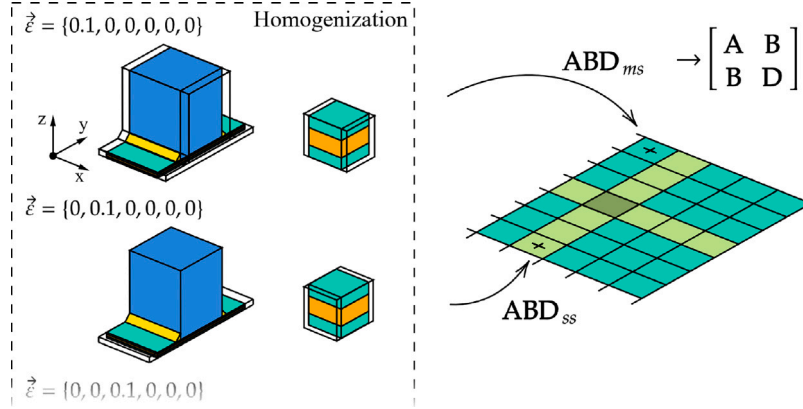 ε⃗ = {0.1, 0, 0, 0, 0, 0}
Homogenization
z
y
x
ε⃗ = {0, 0.1, 0, 0, 0, 0}
ε⃗ = {0, 0, 0.1, 0, 0, 0}
ABD_ms → [A B
B D]
ABD_ss